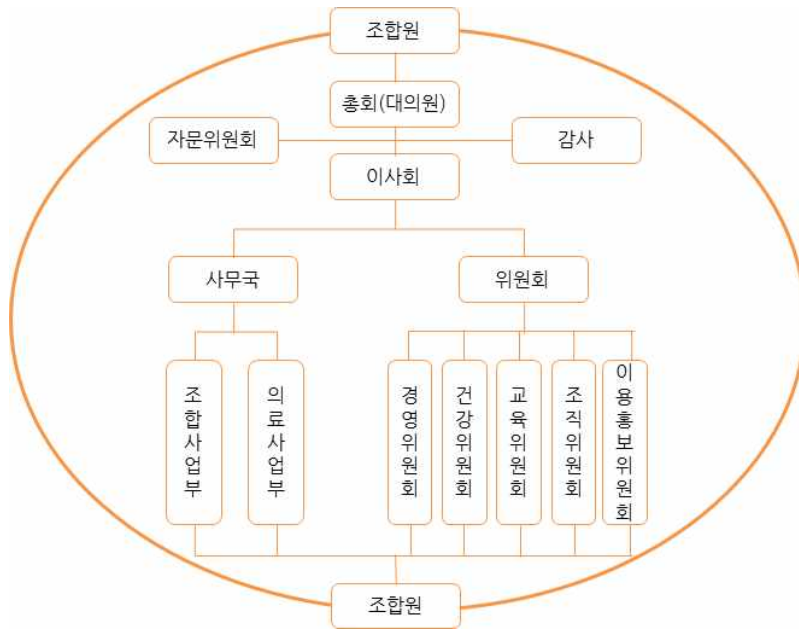 조합원
총회(대의원)
자문위원회
감사
이사회
사무국
위원회
조합사업부
의료사업부
경영위원회
건강위원회
교육위원회
조직위원회
이용홍보위원회
조합원